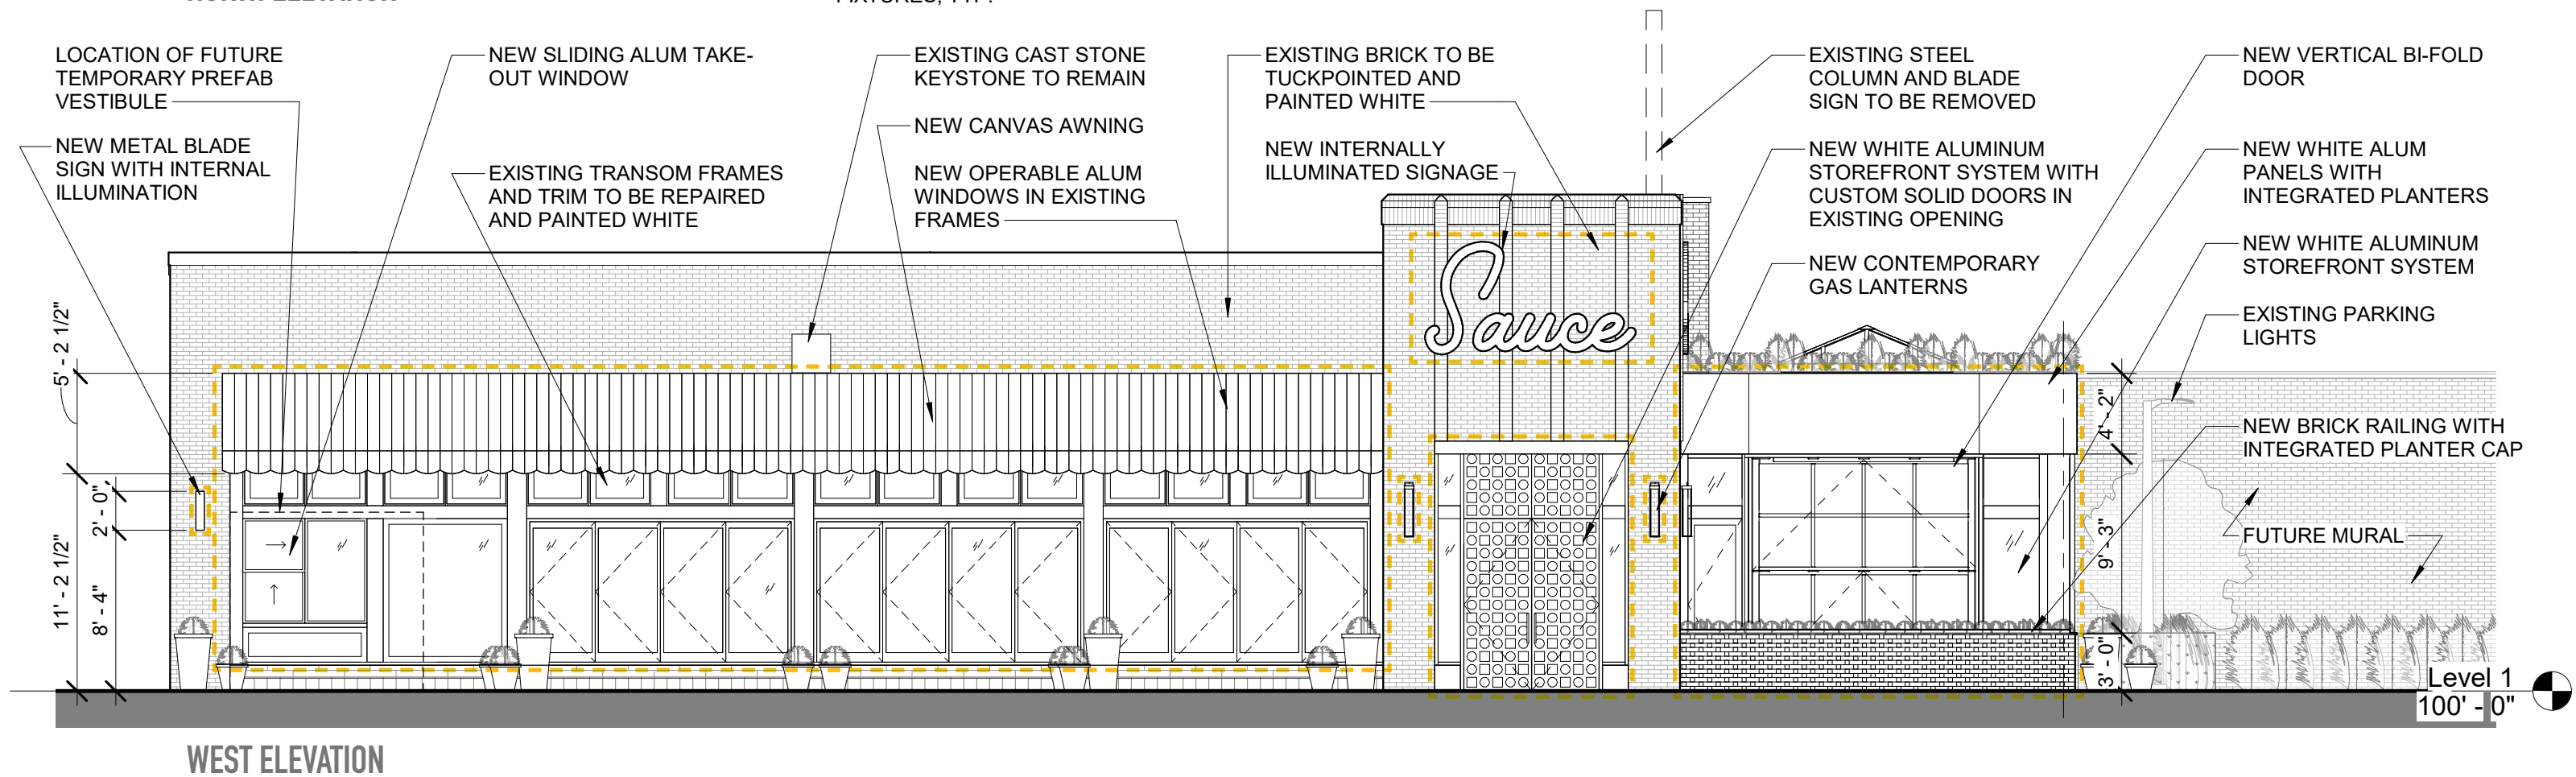 FIXTURES, TYP.
LOCATION OF FUTURE
TEMPORARY PREFAB
VESTIBULE
NEW METAL BLADE
SIGN WITH INTERNAL
ILLUMINATION
NEW SLIDING ALUM TAKE-
OUT WINDOW
EXISTING TRANSOM FRAMES
AND TRIM TO BE REPAIRED
AND PAINTED WHITE
EXISTING CAST STONE
KEYSTONE TO REMAIN
NEW CANVAS AWNING
NEW OPERABLE ALUM
WINDOWS IN EXISTING
FRAMES
EXISTING BRICK TO BE
TUCKPOINTED AND
PAINTED WHITE
NEW INTERNALLY
ILLUMINATED SIGNAGE
EXISTING STEEL
COLUMN AND BLADE
SIGN TO BE REMOVED
NEW WHITE ALUMINUM
STOREFRONT SYSTEM WITH
CUSTOM SOLID DOORS IN
EXISTING OPENING
NEW CONTEMPORARY
GAS LANTERNS
NEW VERTICAL BI-FOLD
DOOR
NEW WHITE ALUM
PANELS WITH
INTEGRATED PLANTERS
NEW WHITE ALUMINUM
STOREFRONT SYSTEM
EXISTING PARKING
LIGHTS
NEW BRICK RAILING WITH
INTEGRATED PLANTER CAP
FUTURE MURAL
Sauce
5' - 2 1/2"
11' - 2 1/2"
2' - 0"
8' - 4"
4' - 2"
9' - 3"
3' - 0"
Level 1
100' - 0"
WEST ELEVATION